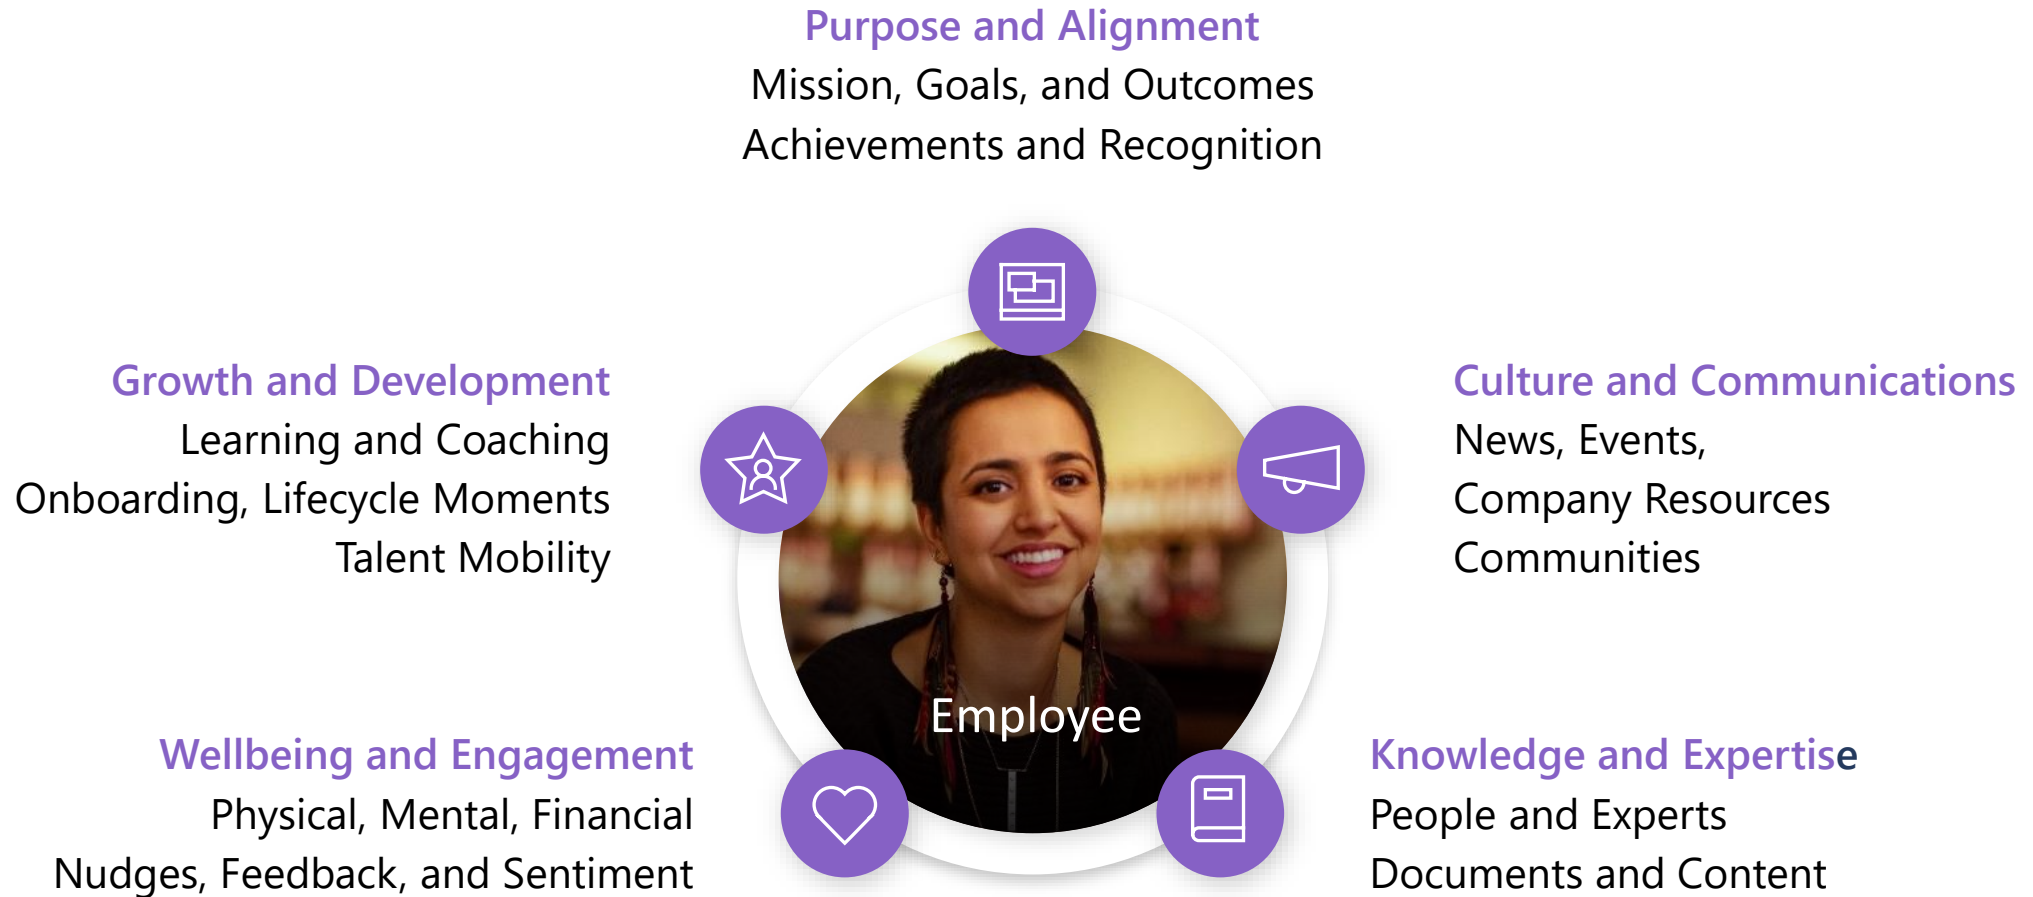 Purpose and Alignment
Mission, Goals, and Outcomes
Achievements and Recognition
Growth and Development
Learning and Coaching
Onboarding, Lifecycle Moments
Talent Mobility
Culture and Communications
News, Events,
Company Resources
Communities
Employee
Wellbeing and Engagement
Physical, Mental, Financial
Nudges, Feedback, and Sentiment
Knowledge and Expertise
People and Experts
Documents and Content